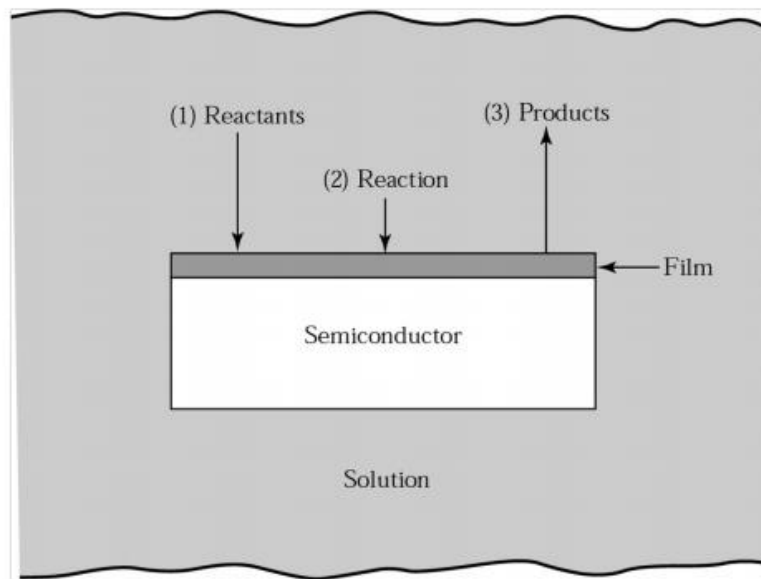 (1) Reactants
(3) Products
(2) Reaction
Film
Semiconductor
Solution